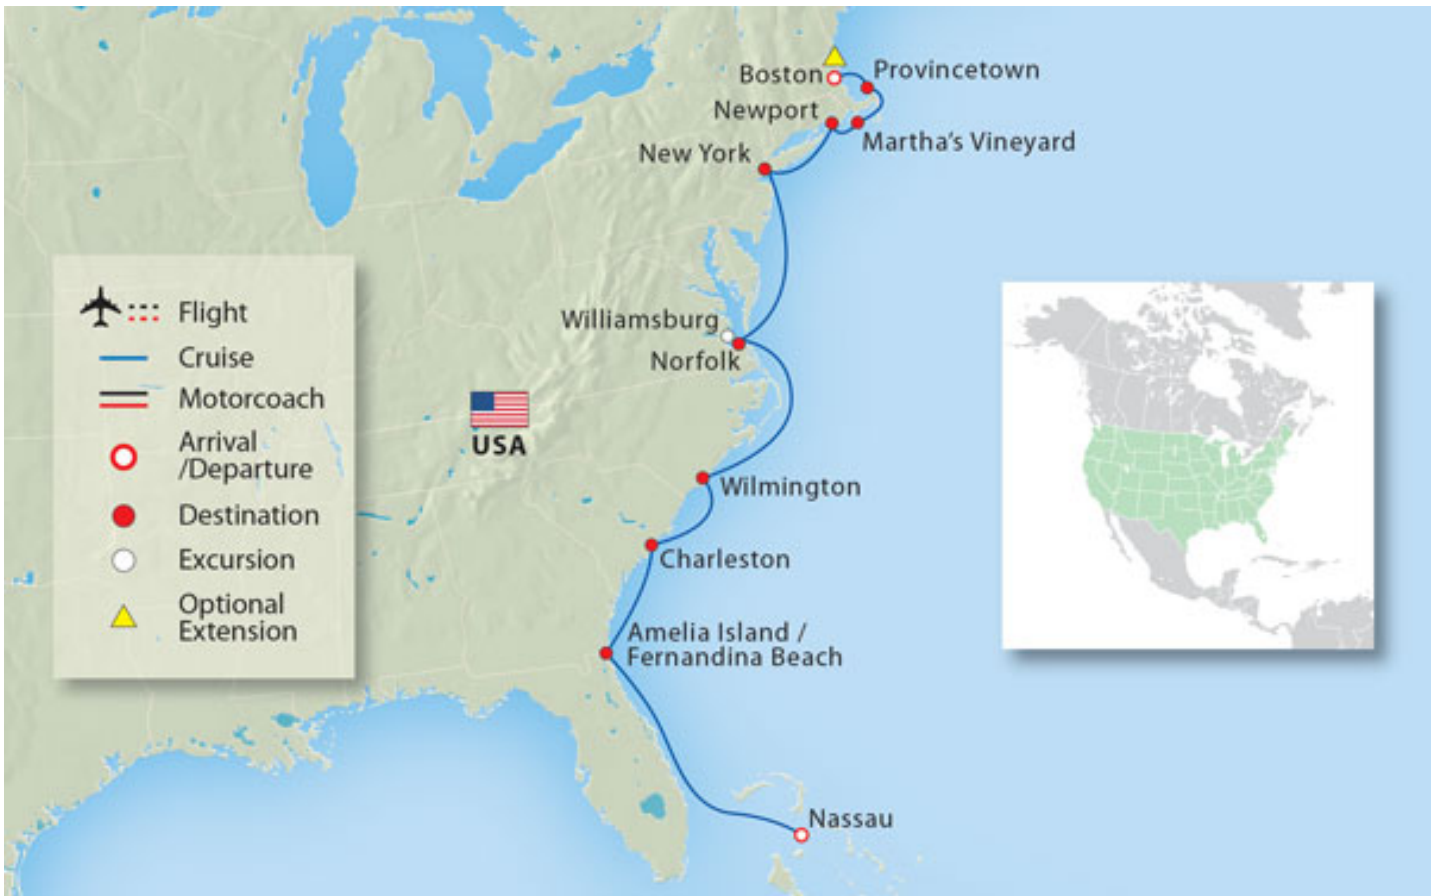 Boston
Provincetown
Newport
Martha's Vineyard
New York
Williamsburg
Norfolk
USA
Wilmington
Charleston
Amelia Island /
Fernandina Beach
Nassau
Flight
Cruise
Motorcoach
Arrival
/Departure
Destination
Excursion
Optional
Extension